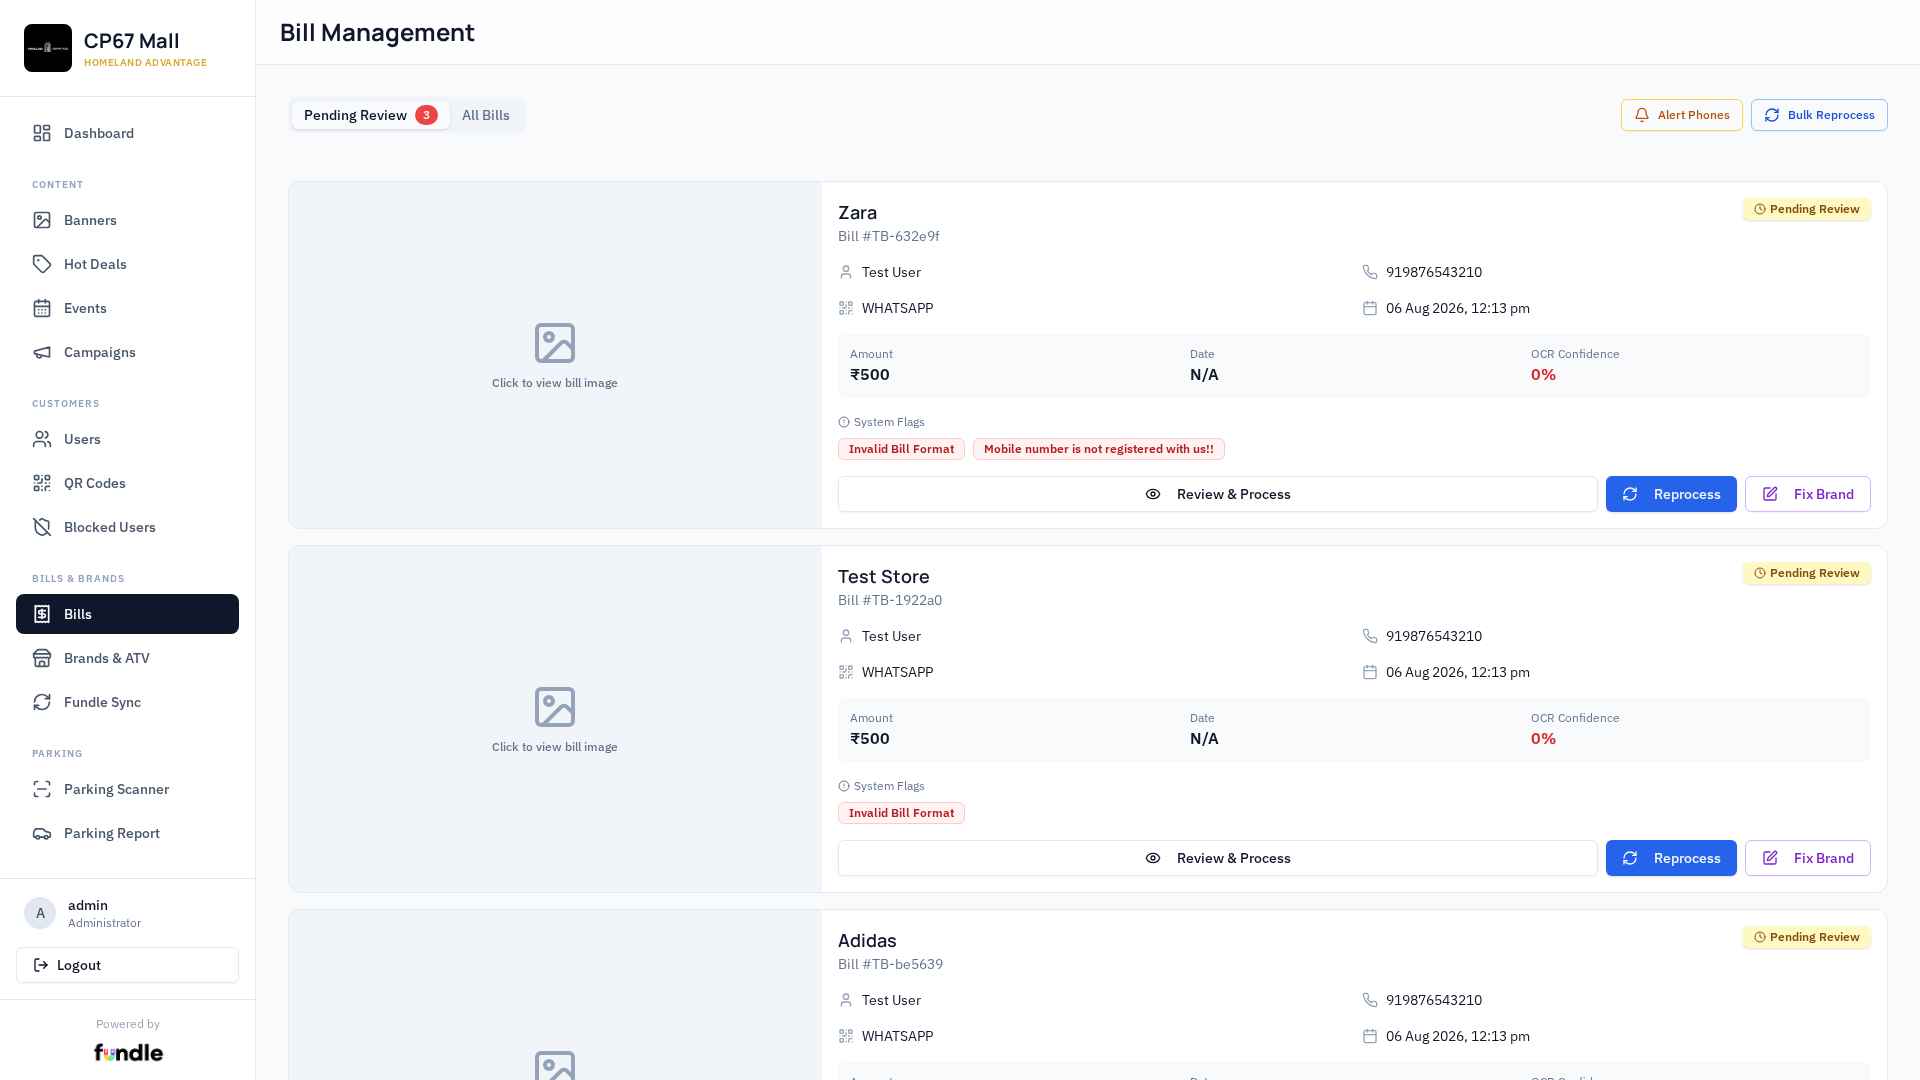 CP67 Mall
HOMELAND ADVANTAGE
Dashboard
CONTENT
Banners
Hot Deals
Events
Campaigns
CUSTOMERS
Users
QR Codes
Blocked Users
BILLS & BRANDS
Bills
Brands & ATV
Fundle Sync
PARKING
Parking Scanner
Parking Report
A
admin
Administrator
Logout
Powered by
fundle
Bill Management
Pending Review 3 All Bills
Alert Phones Bulk Reprocess
Click to view bill image
Zara
Pending Review
Bill #TB-632e9f
Test User 919876543210
WHATSAPP 06 Aug 2026, 12:13 pm
Amount Date OCR Confidence
₹500 N/A 0%
System Flags
Invalid Bill Format Mobile number is not registered with us!!
Review & Process Reprocess Fix Brand
Click to view bill image
Test Store
Pending Review
Bill #TB-1922a0
Test User 919876543210
WHATSAPP 06 Aug 2026, 12:13 pm
Amount Date OCR Confidence
₹500 N/A 0%
System Flags
Invalid Bill Format
Review & Process Reprocess Fix Brand
Adidas
Pending Review
Bill #TB-be5639
Test User 919876543210
WHATSAPP 06 Aug 2026, 12:13 pm